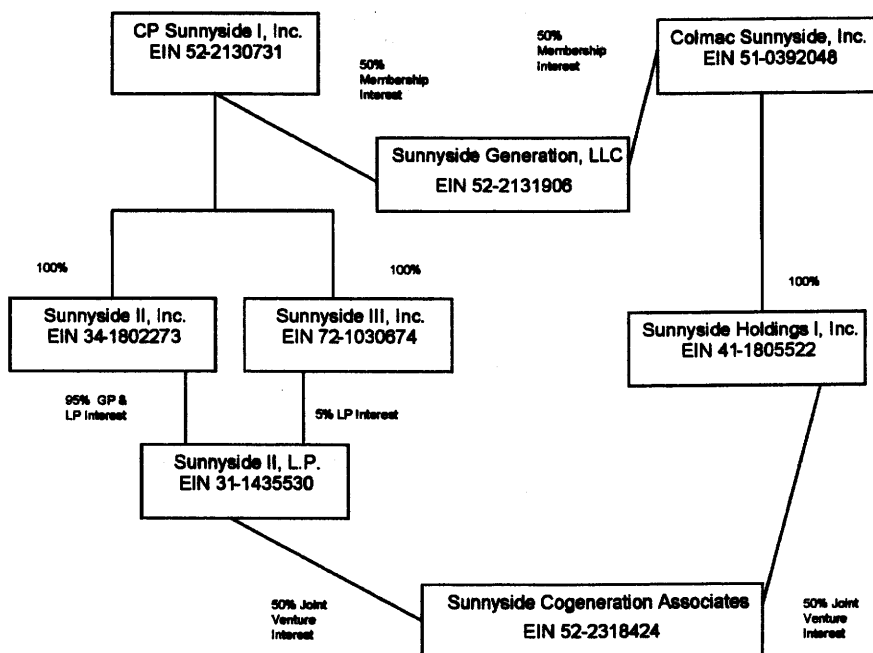 CP Sunnyside I, Inc.
EIN 52-2130731
50%
Membership
Interest
50%
Membership
Interest
Colmac Sunnyside, Inc.
EIN 51-0392048
Sunnyside Generation, LLC
EIN 52-2131906
100%
100%
100%
Sunnyside II, Inc.
EIN 34-1802273
Sunnyside III, Inc.
EIN 72-1030674
Sunnyside Holdings I, Inc.
EIN 41-1805522
95% GP &
LP Interest
5% LP Interest
Sunnyside II, L.P.
EIN 31-1435530
50% Joint
Venture
Interest
Sunnyside Cogeneration Associates
EIN 52-2318424
50% Joint
Venture
Interest